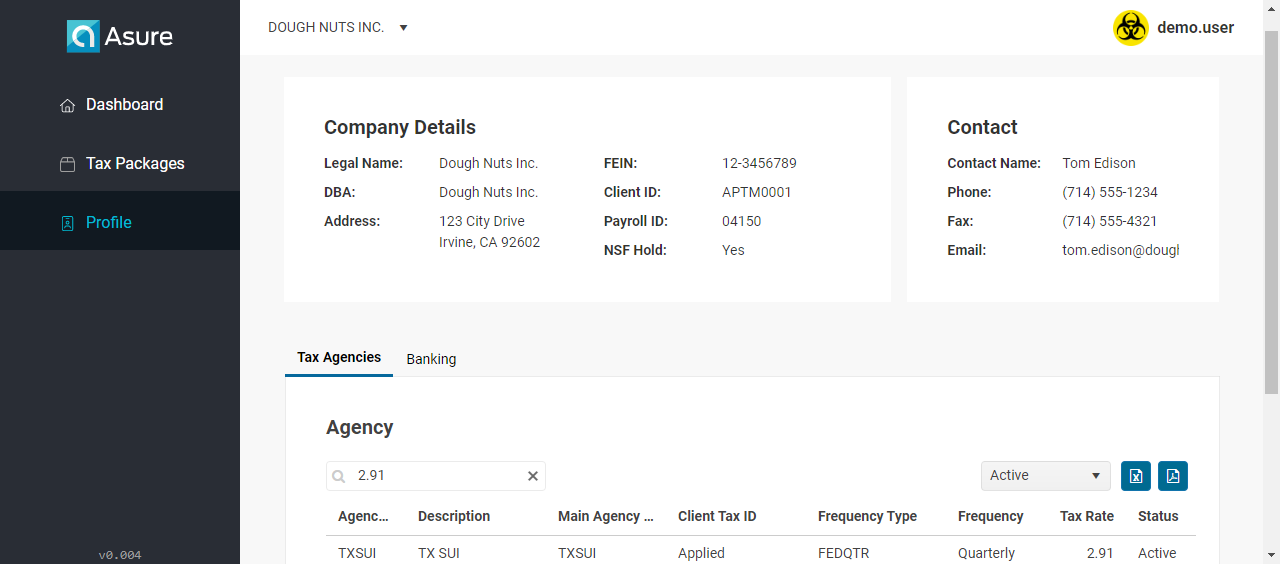 Asure
DOUGH NUTS INC.
demo.user
Dashboard
Tax Packages
Profile
v0.004
Company Details
Legal Name: Dough Nuts Inc. FEIN: 12-3456789
DBA: Dough Nuts Inc. Client ID: APTM0001
Address: 123 City Drive Payroll ID: 04150
Irvine, CA 92602 NSF Hold: Yes
Contact
Contact Name: Tom Edison
Phone: (714) 555-1234
Fax: (714) 555-4321
Email: tom.edison@dough
Tax Agencies Banking
Agency
2.91 Active
Agenc... Description Main Agency ... Client Tax ID Frequency Type Frequency Tax Rate Status
TXSUI TX SUI TXSUI Applied FEDQTR Quarterly 2.91 Active